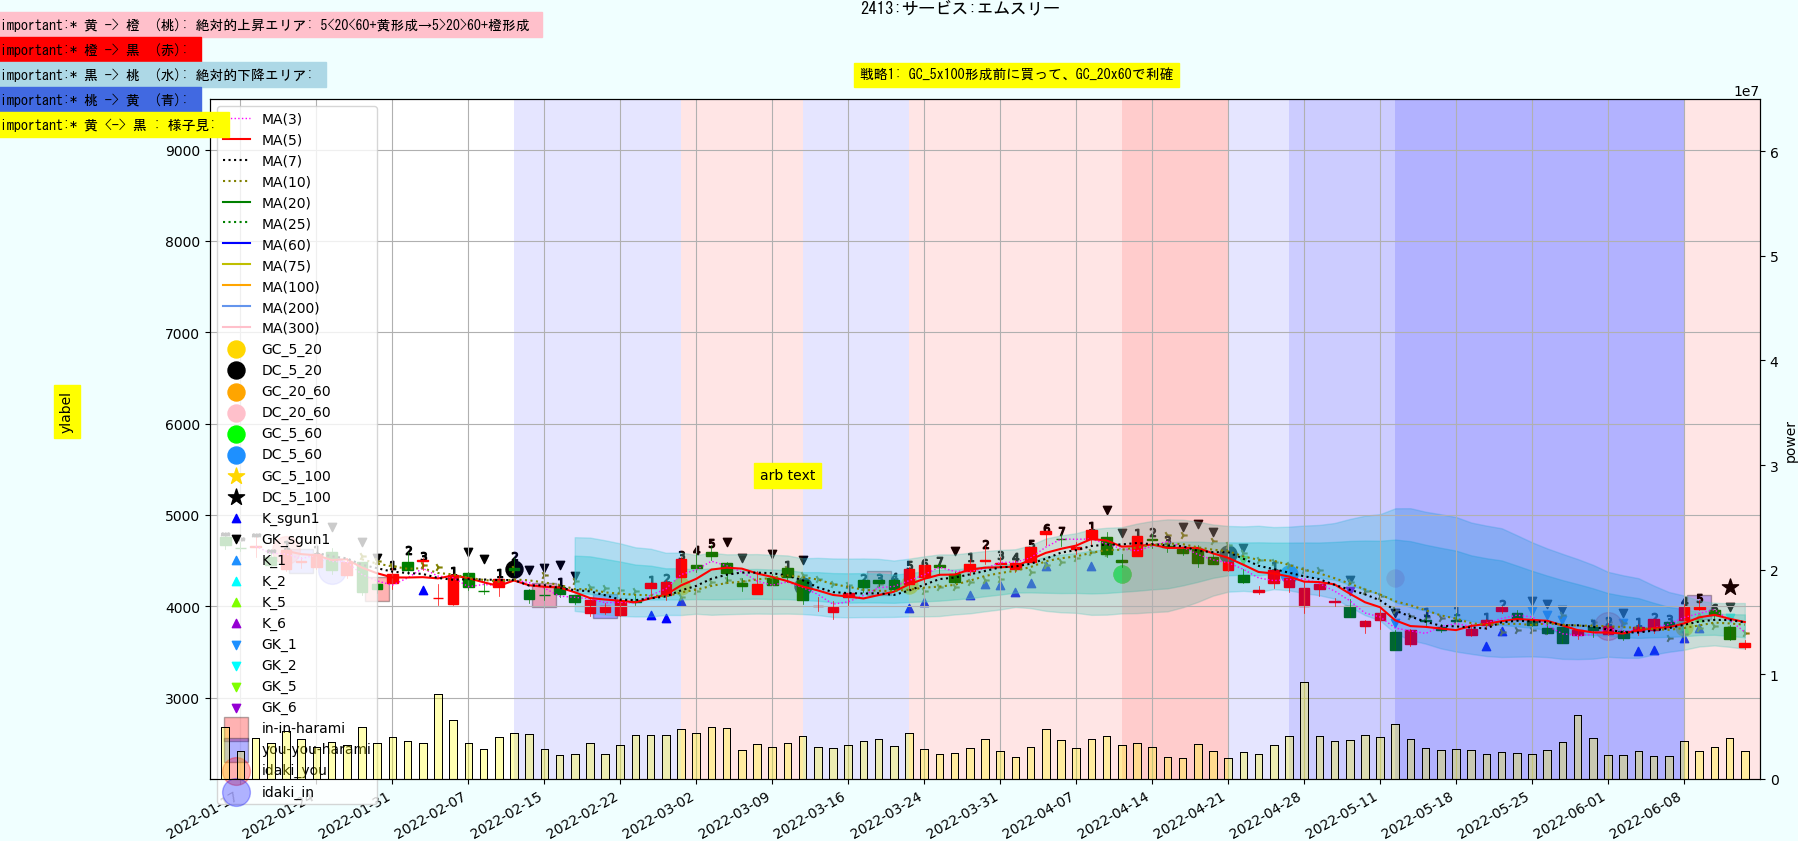 2413:サービス:エムスリー
important:* 黄 -> 橙 (桃): 絶対的上昇エリア: 5<20<60+黄形成→5>20>60+橙形成
important:* 橙 -> 黒 (赤):
important:* 黒 -> 桃 (水): 絶対的下降エリア:
戦略1: GC_5x100形成前に買って、GC_20x60で利確
important:* 桃 -> 黄 (青):
important:* 黄 <-> 黒 : 様子見:
1e7
MA(3)
MA(5)
MA(7)
MA(10)
MA(20)
MA(25)
MA(60)
MA(75)
MA(100)
MA(200)
MA(300)
GC_5_20
DC_5_20
GC_20_60
DC_20_60
GC_5_60
DC_5_60
GC_5_100
DC_5_100
K_sgun1
GK_sgun1
K_1
K_2
K_5
K_6
GK_1
GK_2
GK_5
GK_6
in-in-harami
you-you-harami
idaki_you
idaki_in
9000
8000
7000
6000
5000
4000
3000
ylabel
arb text
6
5
4
3
2
1
0
power
2022-01-17
2022-01-24
2022-01-31
2022-02-07
2022-02-15
2022-02-22
2022-03-02
2022-03-09
2022-03-16
2022-03-24
2022-03-31
2022-04-07
2022-04-14
2022-04-21
2022-04-28
2022-05-11
2022-05-18
2022-05-25
2022-06-01
2022-06-08